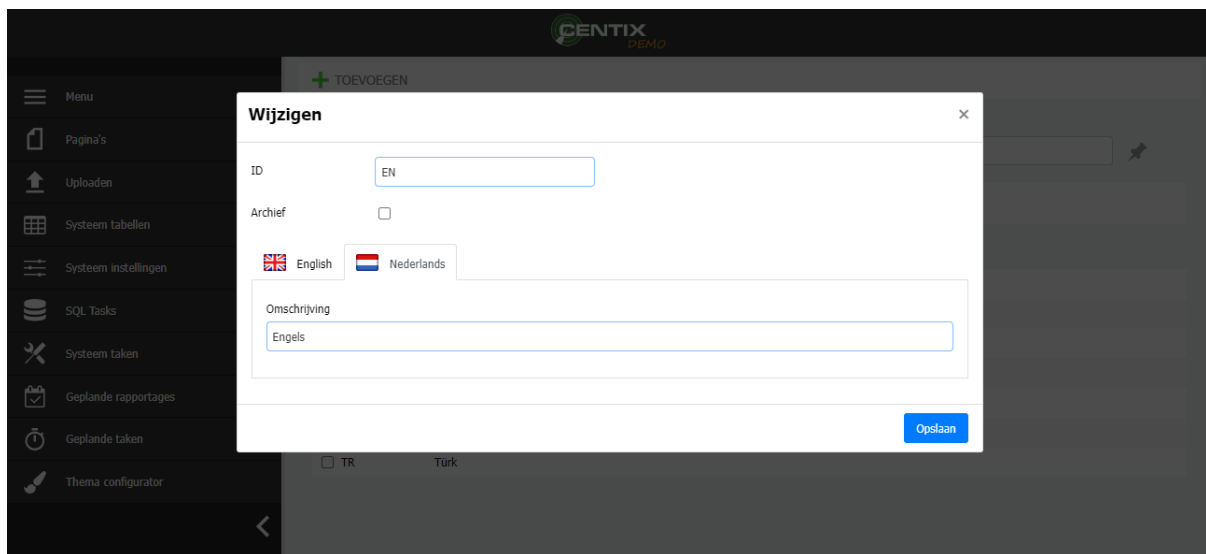 CENTIX
DEMO
TOEVOEGEN
Menu
Pagina's
Uploaden
Systeem tabellen
Systeem instellingen
SQL Tasks
Systeem taken
Geplande rapportages
Geplande taken
Thema configurator
Wijzigen ×
ID EN
Archief
English Nederlands
Omschrijving
Engels
Opslaan
TR Türk